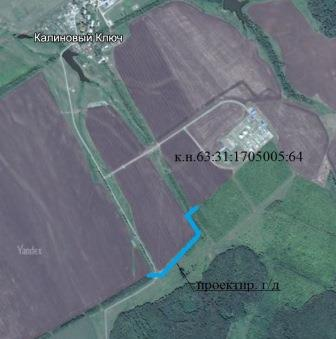 Калиновый Ключ
к.н.63:31:1705005:64
Yandex
проектир. г/д